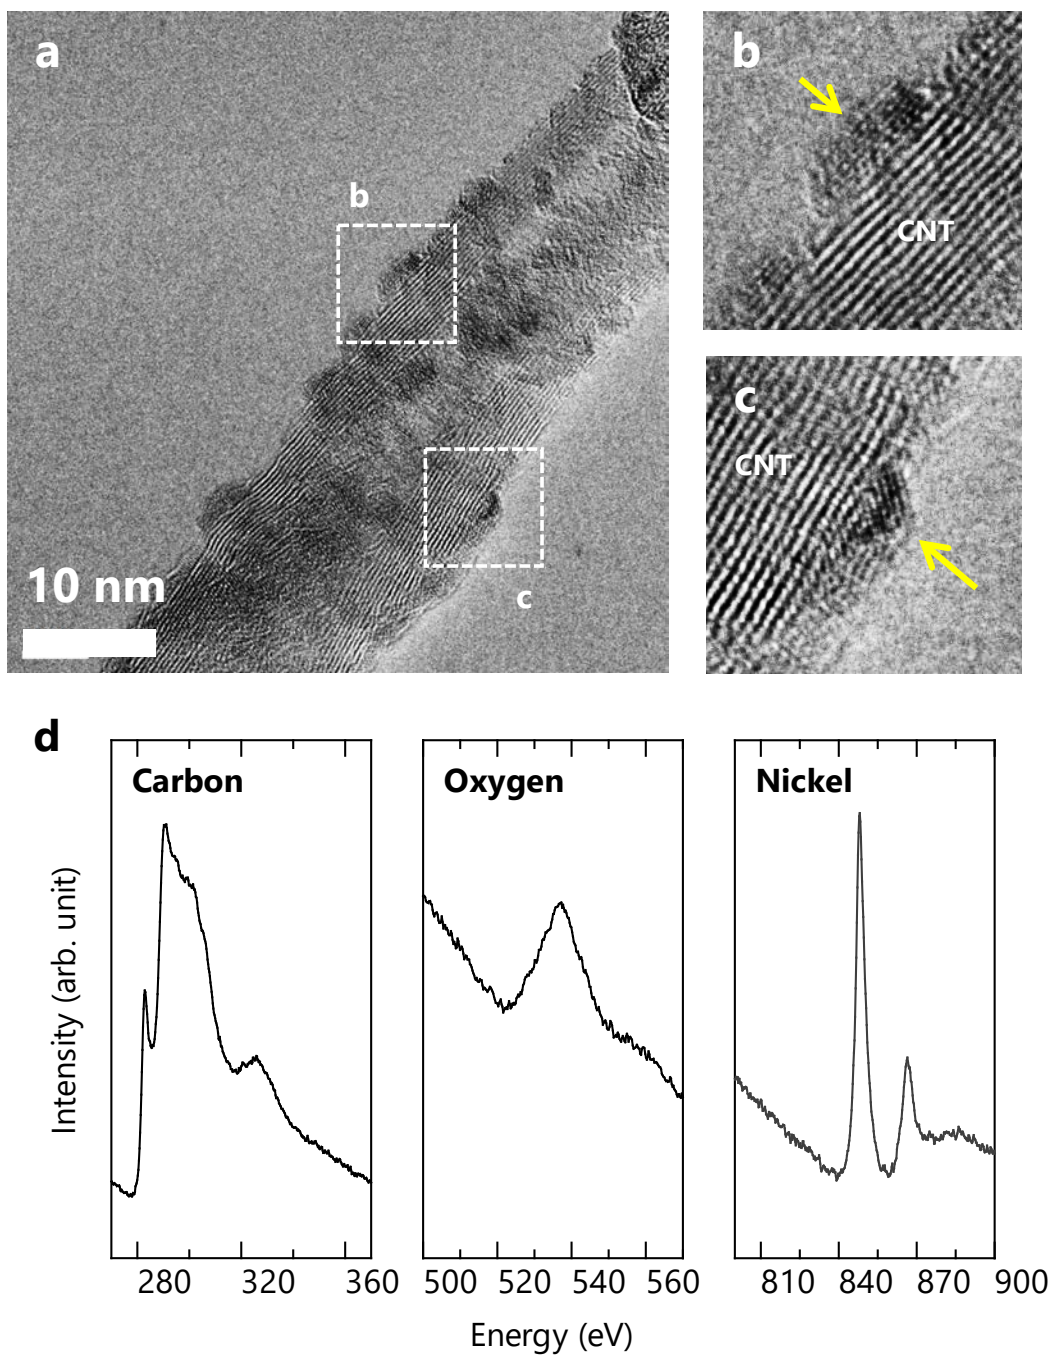 a
b
c
10 nm
b
CNT
c
CNT
d
Carbon
Oxygen
Nickel
Intensity (arb. unit)
280 320 360
500 520 540 560
810 840 870 900
Energy (eV)